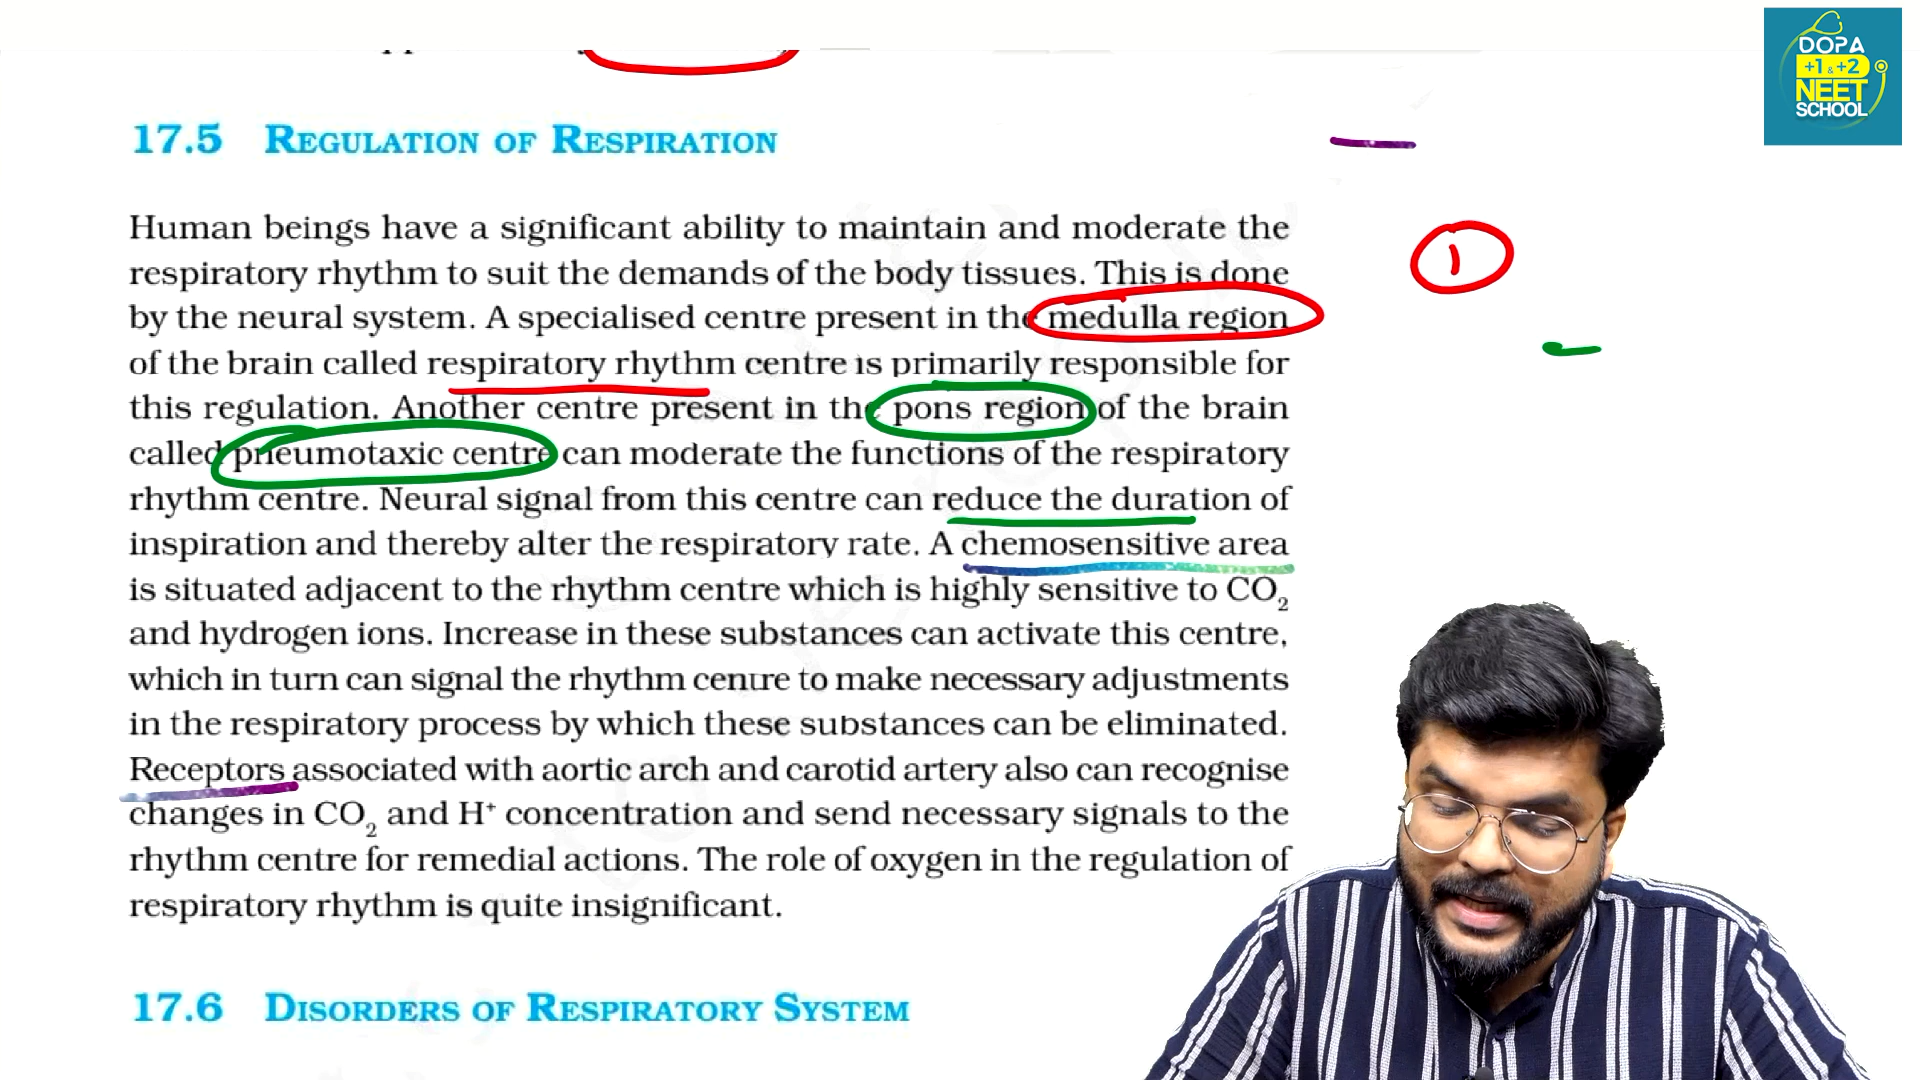 DOPA
+1 & +2
NEET
SCHOOL
17.5 REGULATION OF RESPIRATION
Human beings have a significant ability to maintain and moderate the
respiratory rhythm to suit the demands of the body tissues. This is done
by the neural system. A specialised centre present in the medulla region
of the brain called respiratory rhythm centre is primarily responsible for
this regulation. Another centre present in the pons region of the brain
called pneumotaxic centre can moderate the functions of the respiratory
rhythm centre. Neural signal from this centre can reduce the duration of
inspiration and thereby alter the respiratory rate. A chemosensitive area
is situated adjacent to the rhythm centre which is highly sensitive to CO₂
and hydrogen ions. Increase in these substances can activate this centre,
which in turn can signal the rhythm centre to make necessary adjustments
in the respiratory process by which these substances can be eliminated.
Receptors associated with aortic arch and carotid artery also can recognise
changes in CO₂ and H⁺ concentration and send necessary signals to the
rhythm centre for remedial actions. The role of oxygen in the regulation of
respiratory rhythm is quite insignificant.
17.6 DISORDERS OF RESPIRATORY SYSTEM
1